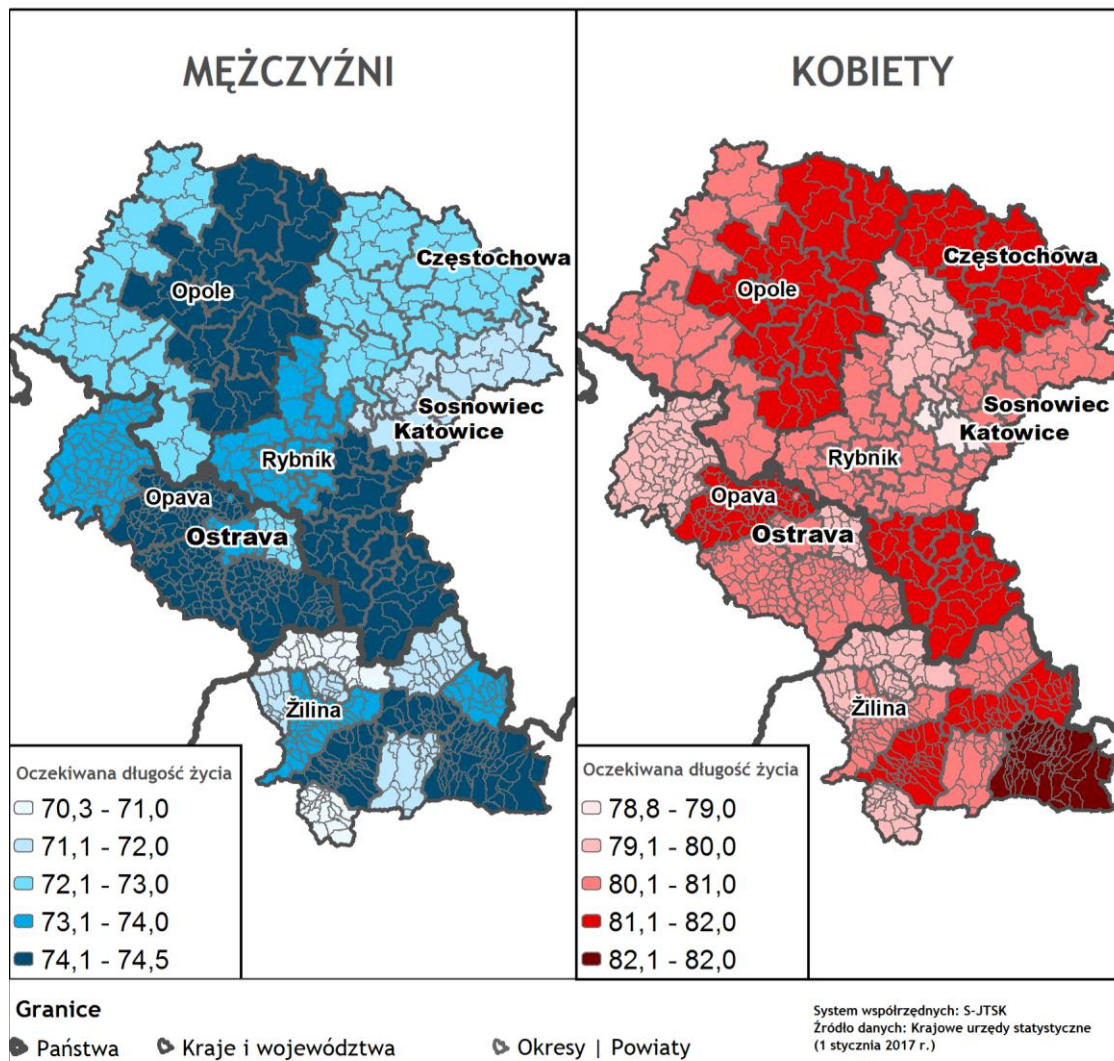 MĘŻCZYŹNI
Częstochowa
Opole
Sosnowiec
Katowice
Rybnik
Opava
Ostrava
Žilina
Oczekiwana długość życia
70,3 - 71,0
71,1 - 72,0
72,1 - 73,0
73,1 - 74,0
74,1 - 74,5
KOBIETY
Częstochowa
Opole
Sosnowiec
Katowice
Rybnik
Opava
Ostrava
Žilina
Oczekiwana długość życia
78,8 - 79,0
79,1 - 80,0
80,1 - 81,0
81,1 - 82,0
82,1 - 82,0
Granice
Państwa
Kraje i województwa
Okresy | Powiaty
System współrzędnych: S-JTSK
Źródło danych: Krajowe urzędy statystyczne
(1 stycznia 2017 r.)